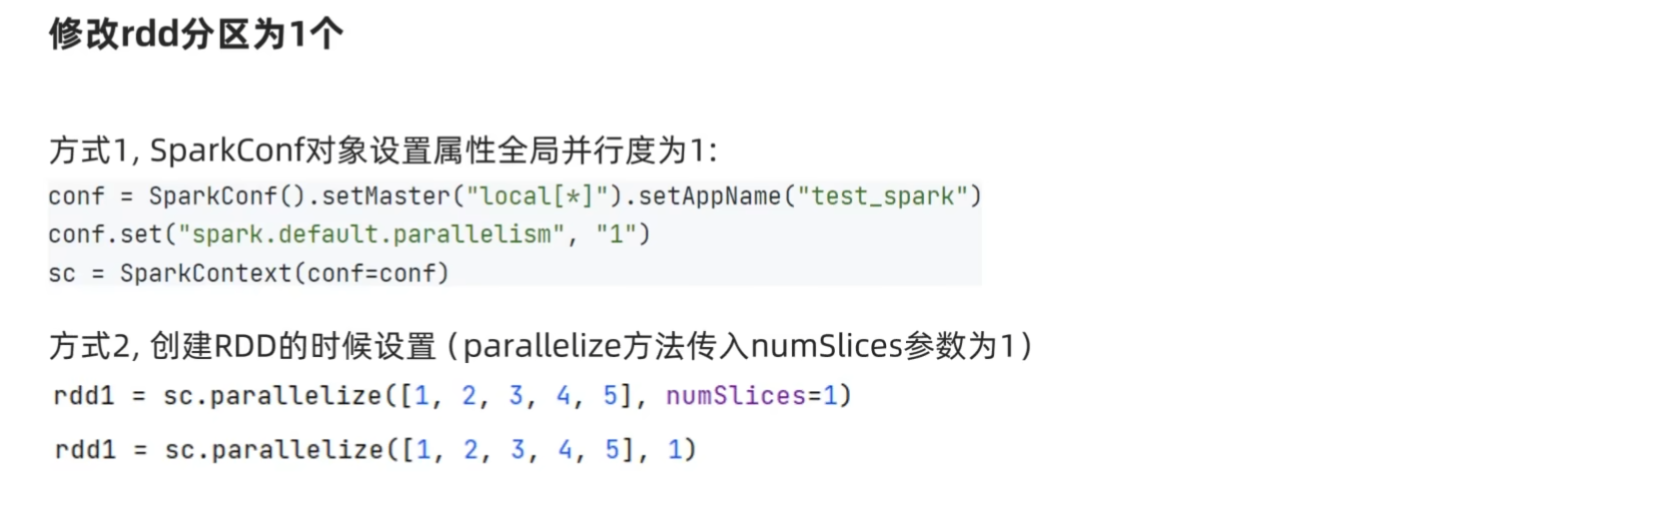 修改rdd分区为1个
方式1, SparkConf对象设置属性全局并行度为1:
conf = SparkConf().setMaster("local[*]").setAppName("test_spark")
conf.set("spark.default.parallelism", "1")
sc = SparkContext(conf=conf)
方式2, 创建RDD的时候设置 (parallelize方法传入numSlices参数为1)
rdd1 = sc.parallelize([1, 2, 3, 4, 5], numSlices=1)
rdd1 = sc.parallelize([1, 2, 3, 4, 5], 1)